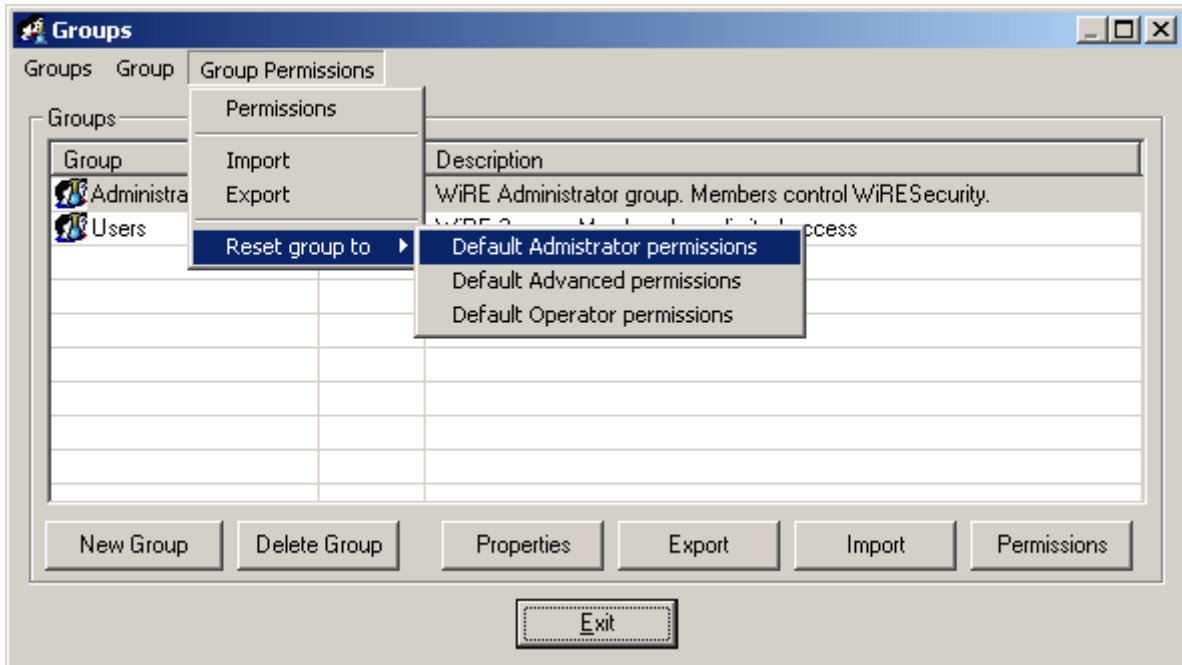 Groups
Groups Group Group Permissions
Permissions
Groups
Group Description
Import
Administra WiRE Administrator group. Members control WiRESecurity.
Export
Users WiRE
Reset group to Default Admistrator permissions
Default Advanced permissions
Default Operator permissions
New Group Delete Group Properties Export Import Permissions
Exit